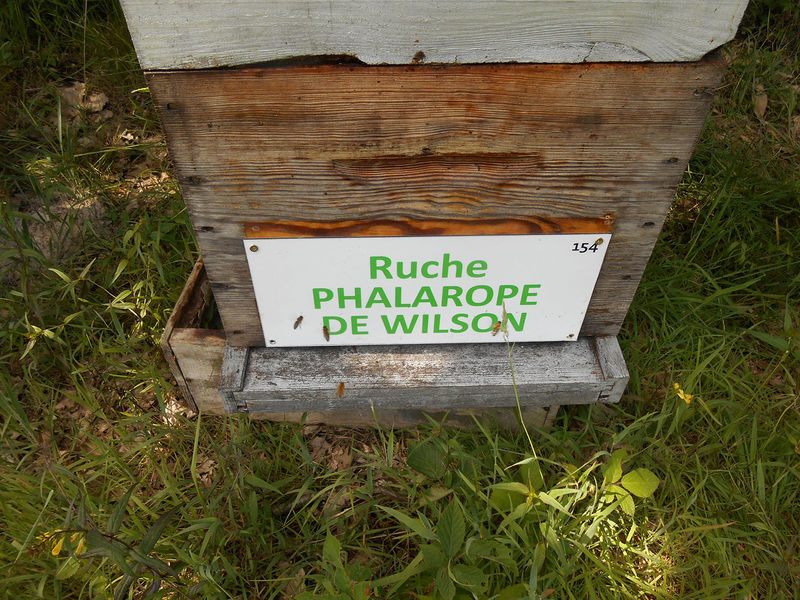 154
Ruche
PHALAROPE
DE WILSON